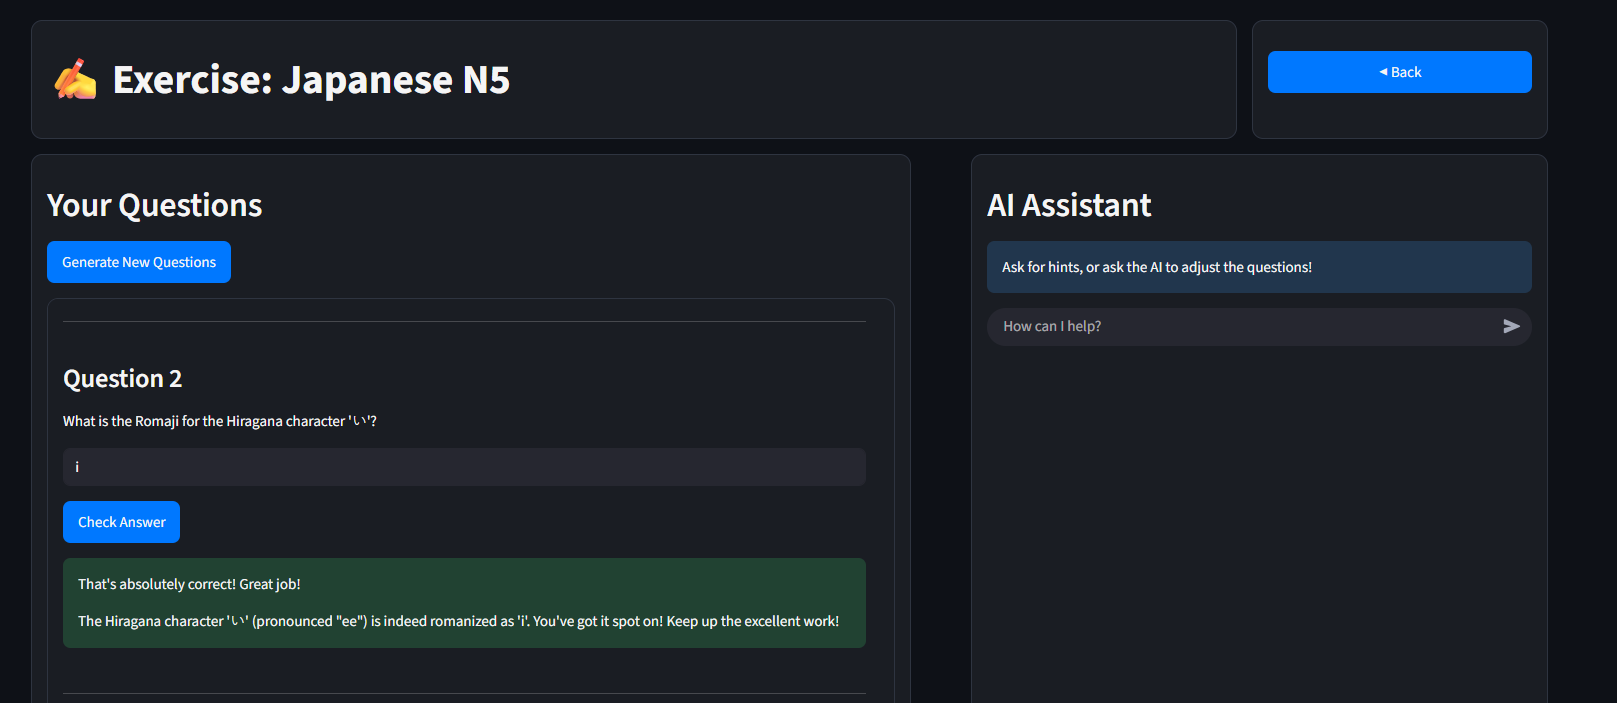 ✍️ Exercise: Japanese N5
◂ Back
Your Questions
Generate New Questions
Question 2
What is the Romaji for the Hiragana character 'い'?
i
Check Answer
That's absolutely correct! Great job!
The Hiragana character 'い' (pronounced "ee") is indeed romanized as 'i'. You've got it spot on! Keep up the excellent work!
AI Assistant
Ask for hints, or ask the AI to adjust the questions!
How can I help?